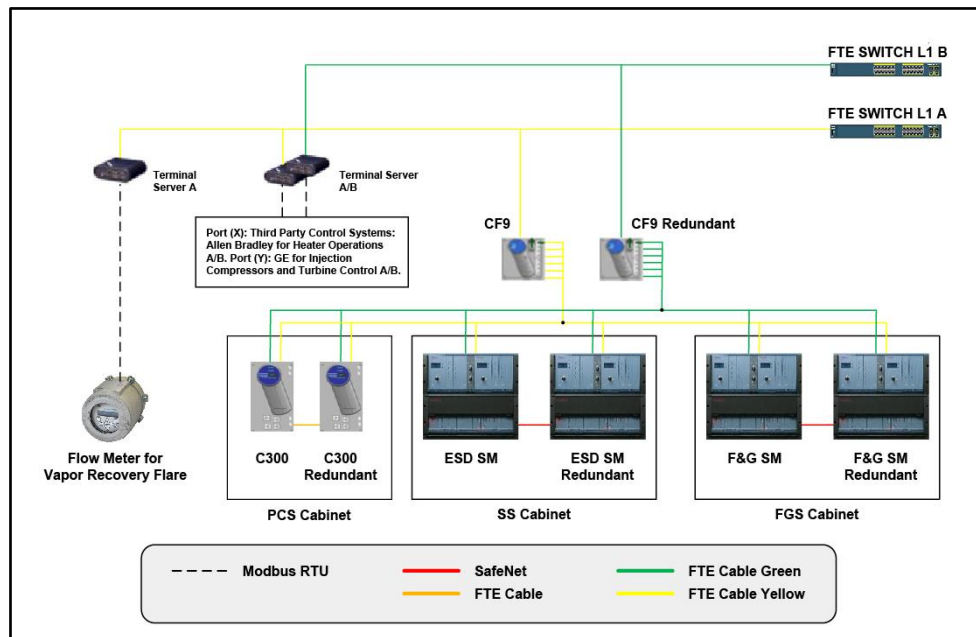 FTE SWITCH L1 B
FTE SWITCH L1 A
Terminal
Server A
Terminal Server
A/B
Port (X): Third Party Control Systems:
Allen Bradley for Heater Operations
A/B. Port (Y): GE for Injection
Compressors and Turbine Control A/B.
CF9
CF9 Redundant
Flow Meter for
Vapor Recovery Flare
C300
C300
Redundant
ESD SM
ESD SM
Redundant
F&G SM
F&G SM
Redundant
PCS Cabinet
SS Cabinet
FGS Cabinet
Modbus RTU
SafeNet
FTE Cable Green
FTE Cable
FTE Cable Yellow